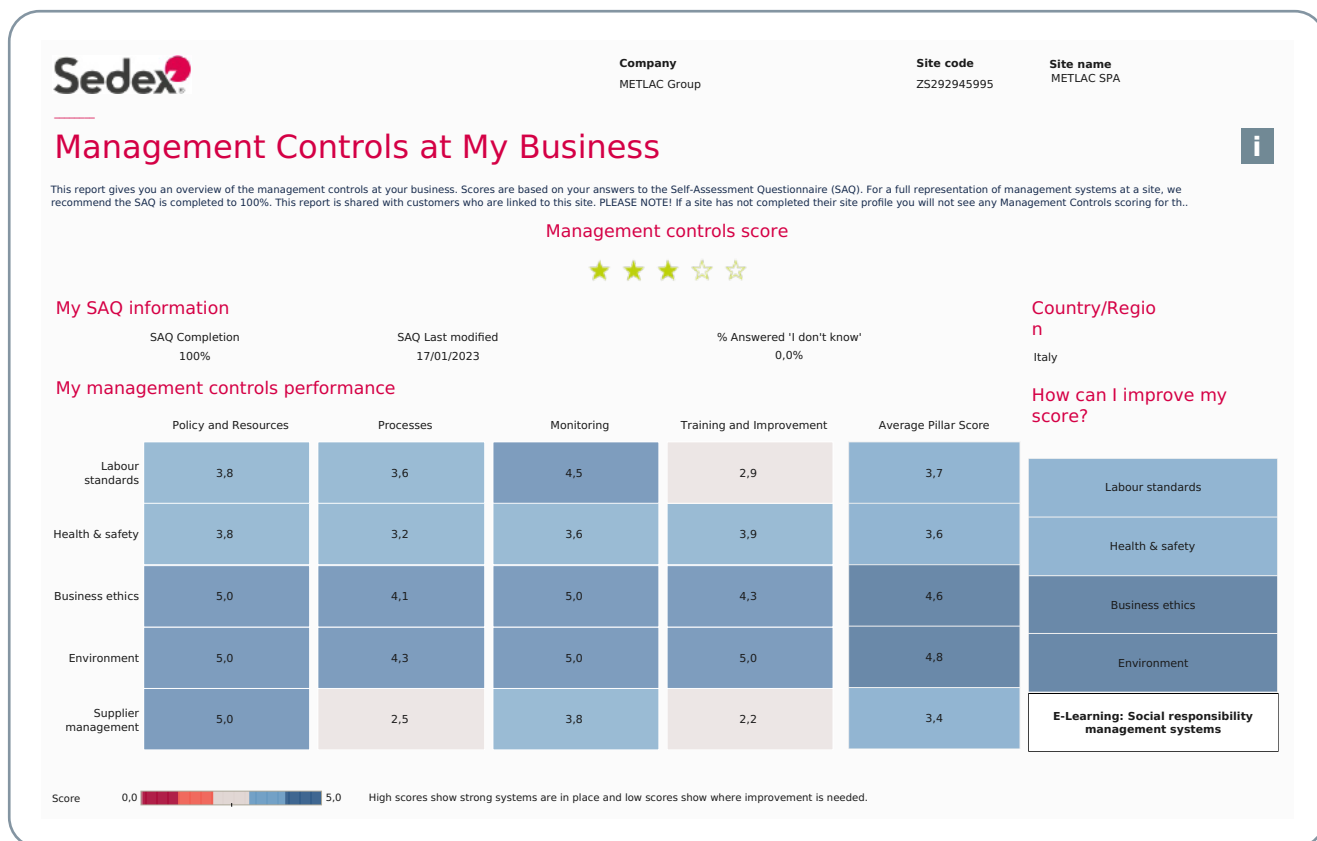 Sedex®
Company
METLAC Group
Site code
ZS292945995
Site name
METLAC SPA
Management Controls at My Business
i
This report gives you an overview of the management controls at your business. Scores are based on your answers to the Self-Assessment Questionnaire (SAQ). For a full representation of management systems at a site, we
recommend the SAQ is completed to 100%. This report is shared with customers who are linked to this site. PLEASE NOTE! If a site has not completed their site profile you will not see any Management Controls scoring for th..
Management controls score
My SAQ information
SAQ Completion
100%
SAQ Last modified
17/01/2023
% Answered 'I don't know'
0,0%
Country/Regio
n
Italy
My management controls performance
Policy and Resources Processes Monitoring Training and Improvement Average Pillar Score
Labour
standards
3,8 3,6 4,5 2,9 3,7
Health & safety 3,8 3,2 3,6 3,9 3,6
Business ethics 5,0 4,1 5,0 4,3 4,6
Environment 5,0 4,3 5,0 5,0 4,8
Supplier
management
5,0 2,5 3,8 2,2 3,4
How can I improve my
score?
Labour standards
Health & safety
Business ethics
Environment
E-Learning: Social responsibility
management systems
Score 0,0 5,0 High scores show strong systems are in place and low scores show where improvement is needed.